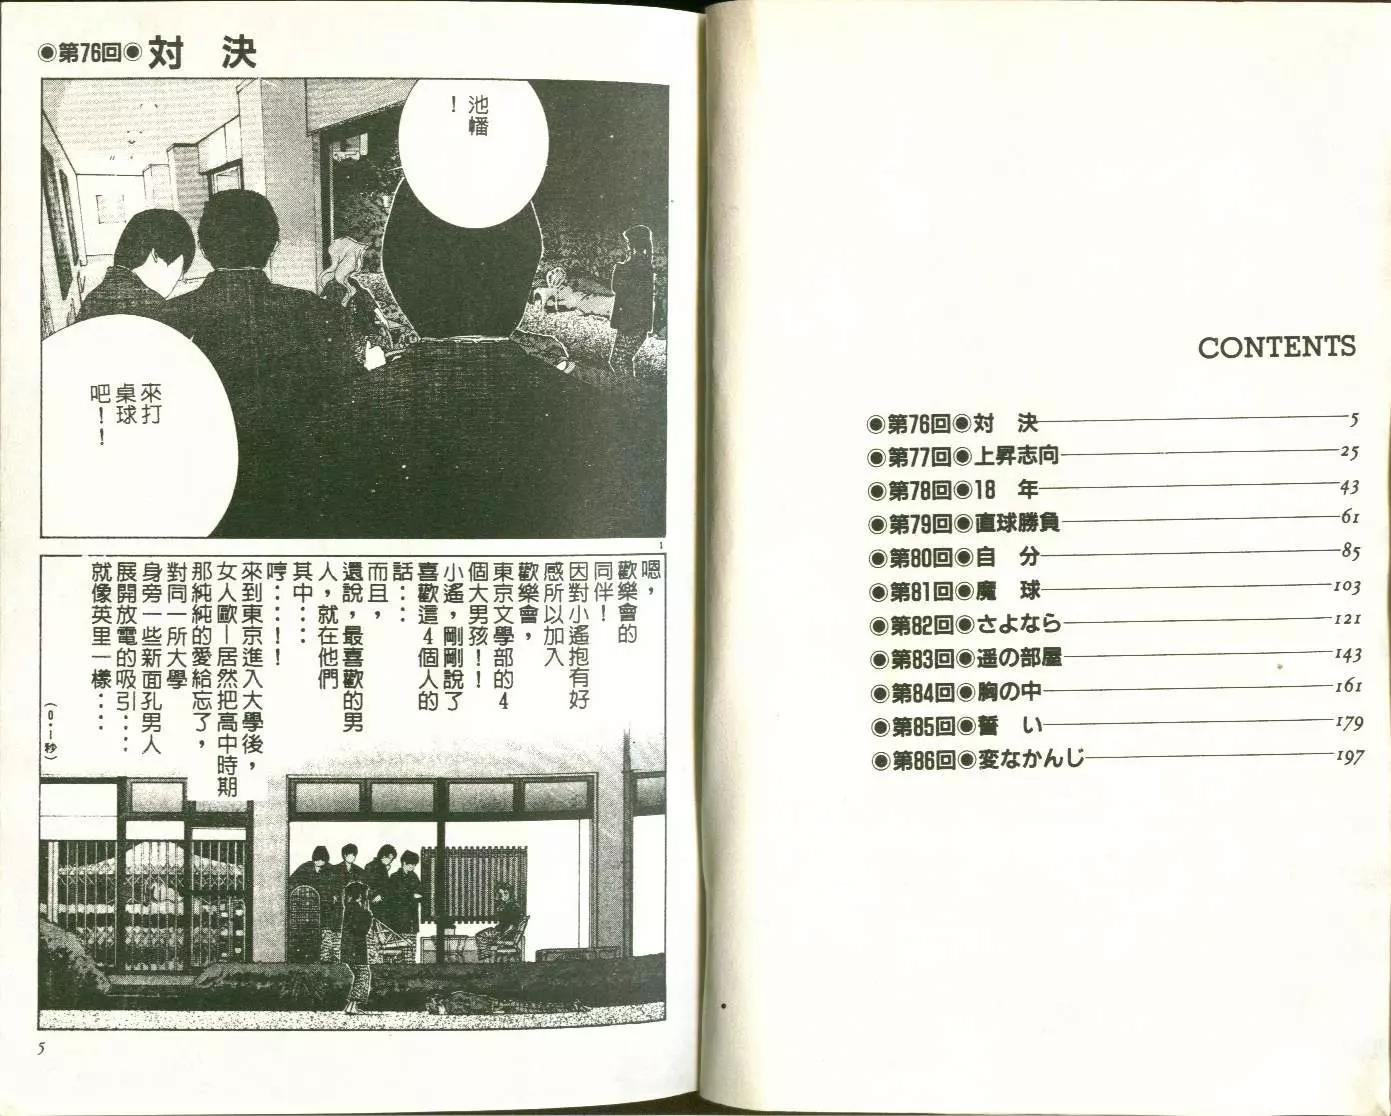 CONTENTS
◉第76回◉対 決 5
◉第77回◉上昇志向 25
◉第78回◉18 年 43
◉第79回◉直球勝負 61
◉第80回◉自 分 85
◉第81回◉魔 球 103
◉第82回◉さよなら 121
◉第83回◉遥の部屋 143
◉第84回◉胸の中 161
◉第85回◉誓 い 179
◉第86回◉変なかんじ 197
◉第76回◉対 決
池幡
!
來打
桌球
吧!!
1
嗯，
歡樂會的
同伴!
因對小遙抱有好
感所以加入
歡樂會，
東京文學部的4
個大男孩!!
小遙，剛剛說了
喜歡這4個人的
話....
而且，
還說，最喜歡的男
人，就在他們
其中....
哼....!!
來到東京進入大學後，
女人歐—居然把高中時期
那純純的愛給忘了，
對同一所大學
身旁一些新面孔男人
展開放電的吸引....
就像英里一樣....
(0.1秒)
5